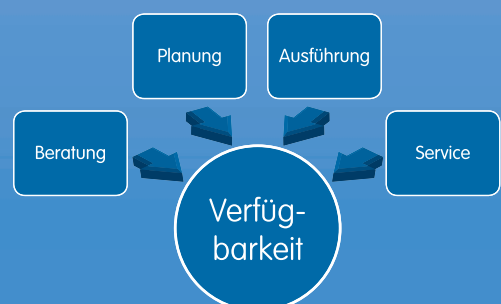 Planung
Ausführung
Beratung
Service
Verfüg-
barkeit